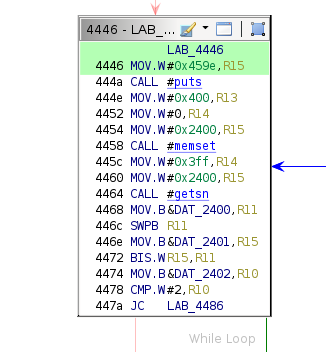 4446 - LAB_...
LAB_4446
4446 MOV.W #0x459e,R15
444a CALL #puts
444e MOV.W #0x400,R13
4452 MOV.W #0,R14
4454 MOV.W #0x2400,R15
4458 CALL #memset
445c MOV.W #0x3ff,R14
4460 MOV.W #0x2400,R15
4464 CALL #getsn
4468 MOV.B &DAT_2400,R11
446c SWPB R11
446e MOV.B &DAT_2401,R15
4472 BIS.W R15,R11
4474 MOV.B &DAT_2402,R10
4478 CMP.W #2,R10
447a JC LAB_4486
While Loop